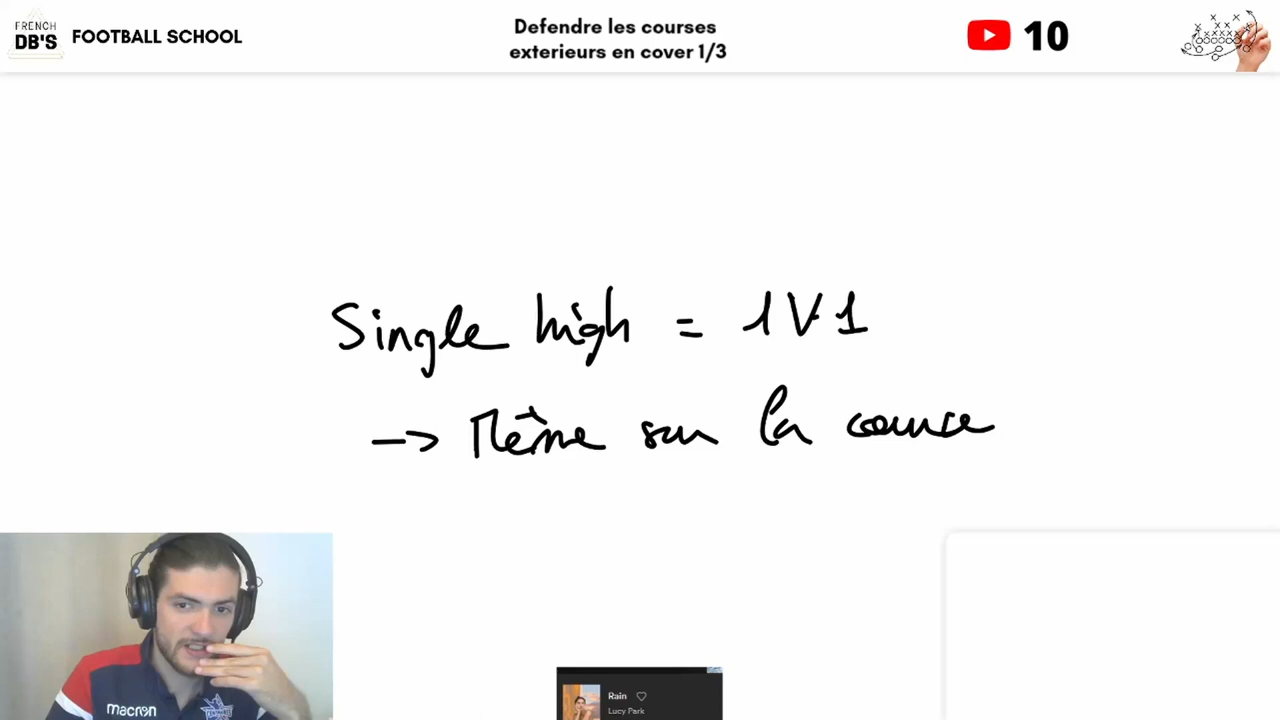 FRENCH
DB'S
FOOTBALL SCHOOL
Defendre les courses
exterieurs en cover 1/3
10
Single high = 1V1
→ Même sur la course
macron
Rain
Lucy Park